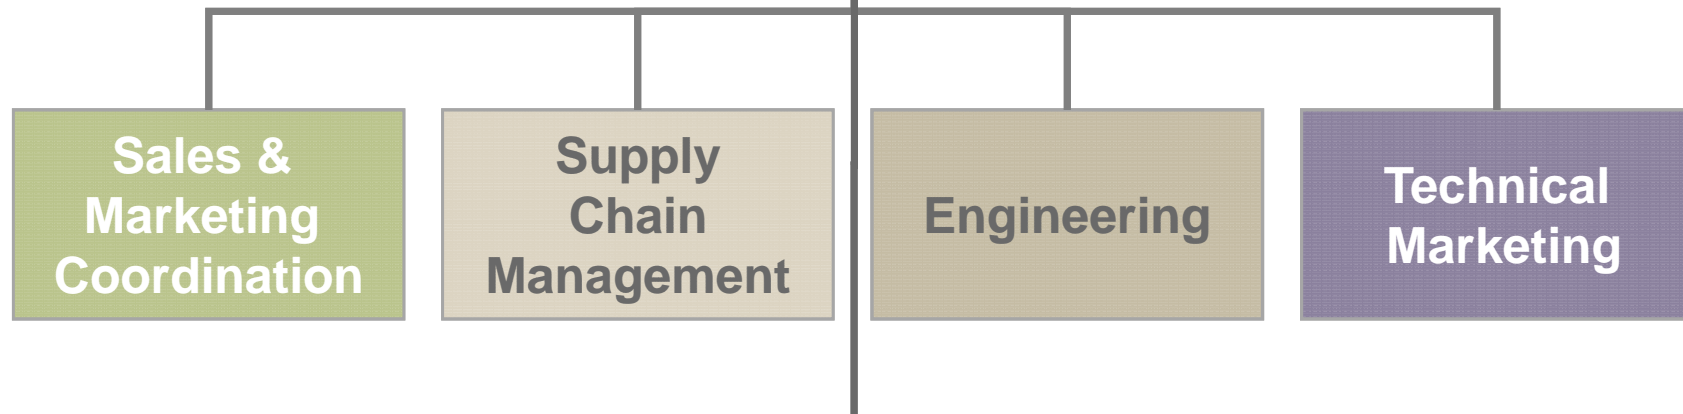 Sales &
Marketing
Coordination
Supply
Chain
Management
Engineering
Technical
Marketing